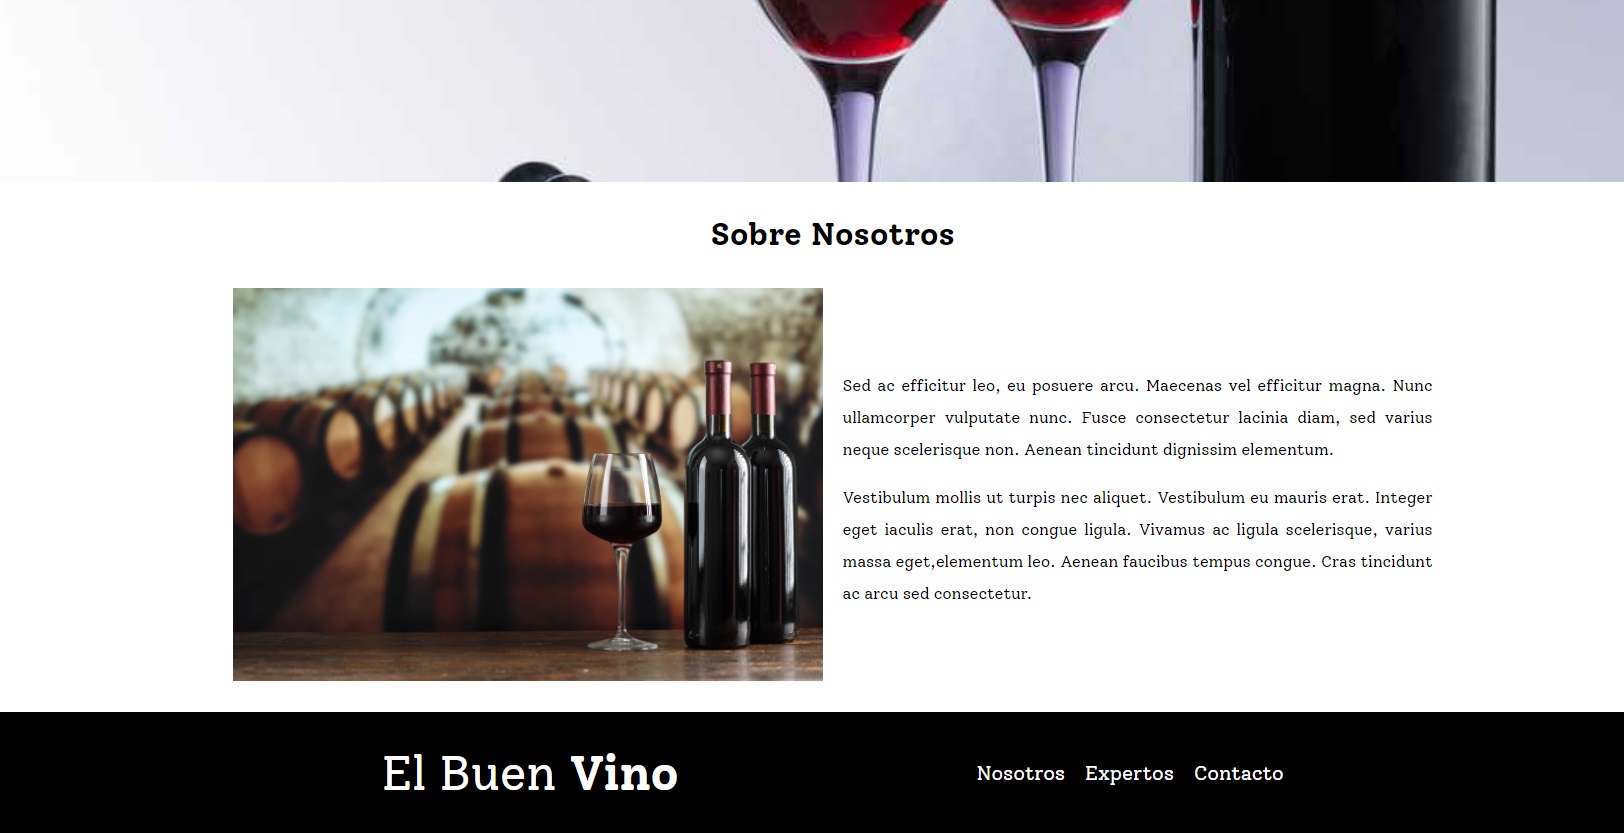 Sobre Nosotros
Sed ac efficitur leo, eu posuere arcu. Maecenas vel efficitur magna. Nunc
ullamcorper vulputate nunc. Fusce consectetur lacinia diam, sed varius
neque scelerisque non. Aenean tincidunt dignissim elementum.
Vestibulum mollis ut turpis nec aliquet. Vestibulum eu mauris erat. Integer
eget iaculis erat, non congue ligula. Vivamus ac ligula scelerisque, varius
massa eget,elementum leo. Aenean faucibus tempus congue. Cras tincidunt
ac arcu sed consectetur.
El Buen Vino
Nosotros Expertos Contacto